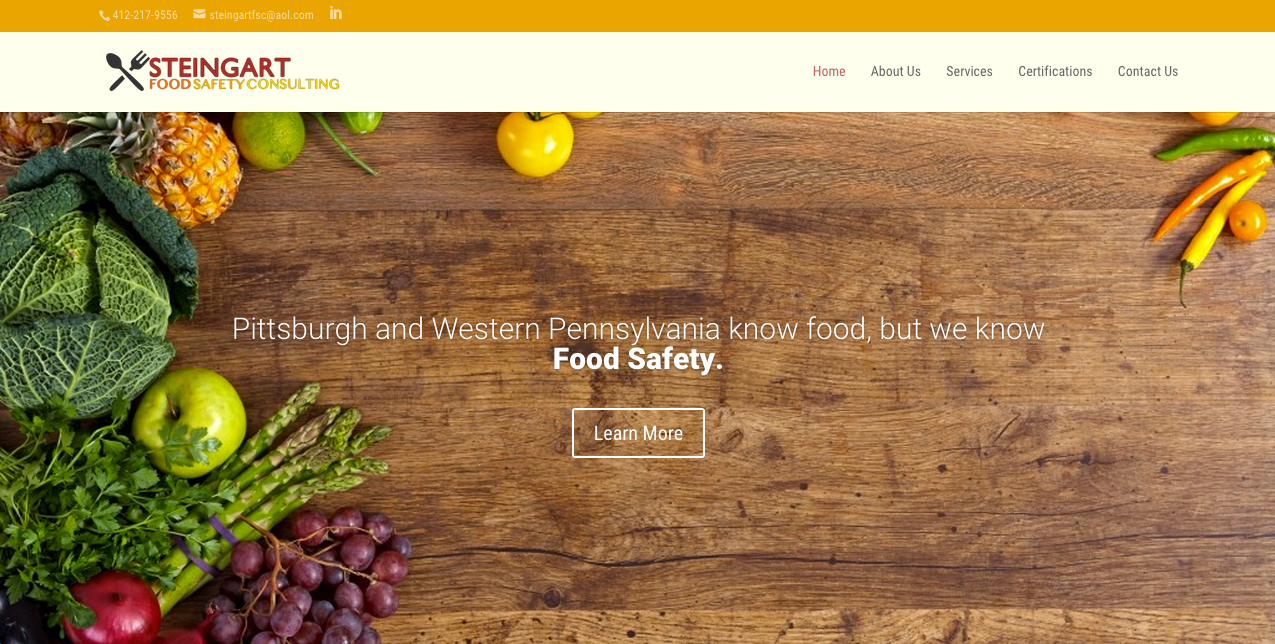 412-217-9556 steingartfsc@aol.com in
STEINGART
FOOD SAFETY CONSULTING
Home About Us Services Certifications Contact Us
Pittsburgh and Western Pennsylvania know food, but we know
Food Safety.
Learn More